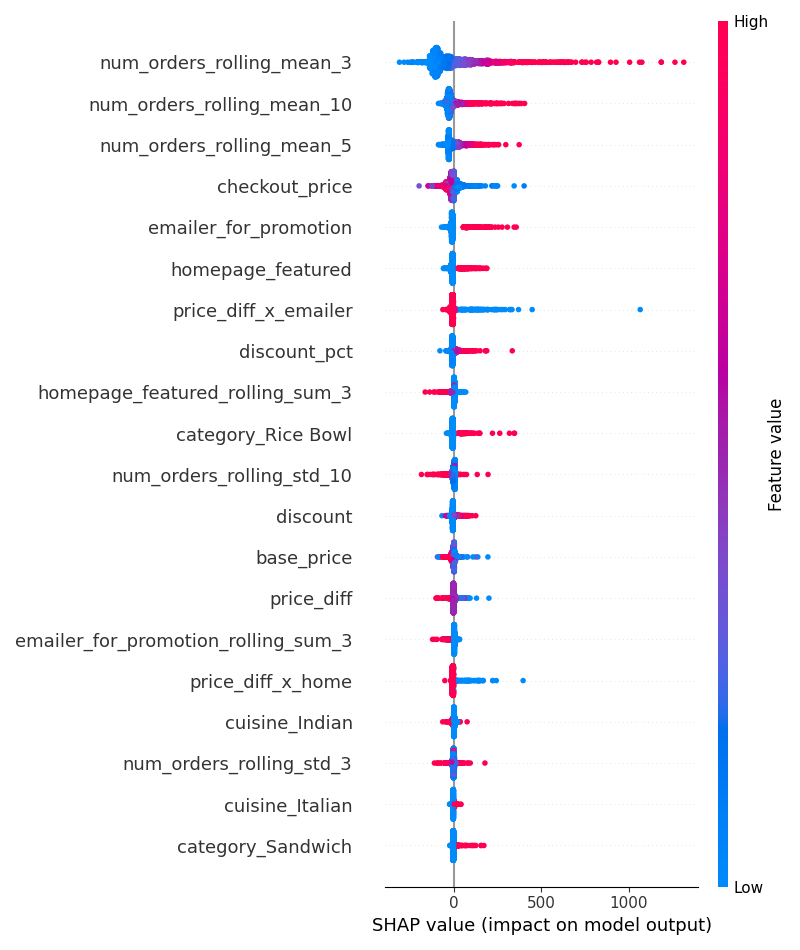 High
num_orders_rolling_mean_3
num_orders_rolling_mean_10
num_orders_rolling_mean_5
checkout_price
emailer_for_promotion
homepage_featured
price_diff_x_emailer
discount_pct
homepage_featured_rolling_sum_3
category_Rice Bowl
num_orders_rolling_std_10
discount
base_price
price_diff
emailer_for_promotion_rolling_sum_3
price_diff_x_home
cuisine_Indian
num_orders_rolling_std_3
cuisine_Italian
category_Sandwich
Feature value
Low
0 500 1000
SHAP value (impact on model output)